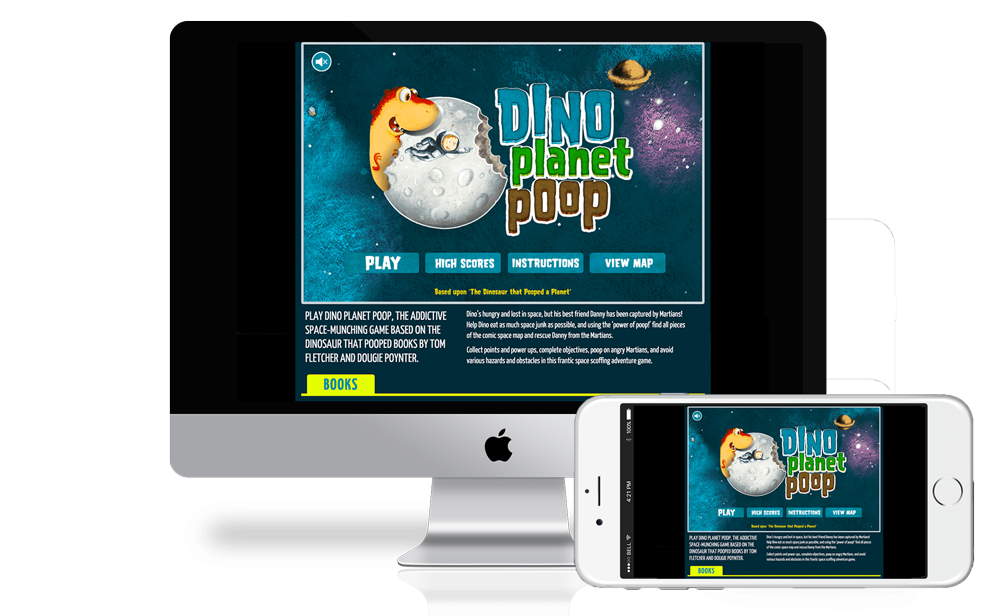 DINO
planet
poop
PLAY
HIGH SCORES
INSTRUCTIONS
VIEW MAP
Based upon 'The Dinosaur that Pooped a Planet'
PLAY DINO PLANET POOP, THE ADDICTIVE
SPACE-MUNCHING GAME BASED ON THE
DINOSAUR THAT POOPED BOOKS BY TOM
FLETCHER AND DOUGIE POYNTER.
Dino's hungry and lost in space, but his best friend Danny has been captured by Martians!
Help Dino eat as much space junk as possible, and using the 'power of poop!' find all pieces
of the comic space map and rescue Danny from the Martians.
Collect points and power ups, complete objectives, poop on angry Martians, and avoid
various hazards and obstacles in this frantic space scoffing adventure game.
BOOKS
BELL
4:21 PM
100%
DINO
planet
poop
PLAY
HIGH SCORES
INSTRUCTIONS
VIEW MAP
Based upon 'The Dinosaur that Pooped a Planet'
PLAY DINO PLANET POOP, THE ADDICTIVE
SPACE-MUNCHING GAME BASED ON THE
DINOSAUR THAT POOPED BOOKS BY TOM
FLETCHER AND DOUGIE POYNTER.
Dino's hungry and lost in space, but his best friend Danny has been captured by Martians!
Help Dino eat as much space junk as possible, and using the 'power of poop!' find all pieces
of the comic space map and rescue Danny from the Martians.
Collect points and power ups, complete objectives, poop on angry Martians, and avoid
various hazards and obstacles in this frantic space scoffing adventure game.
BOOKS